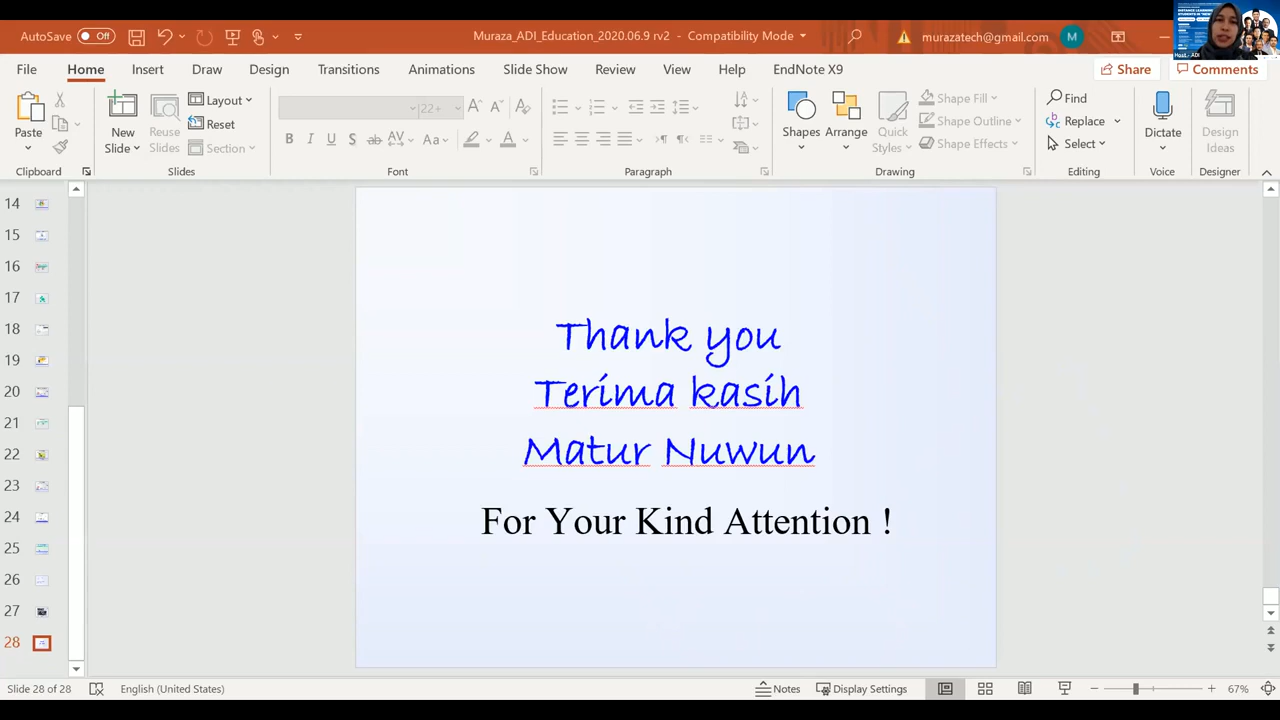 AutoSave Off Muraza_ADI_Education_2020.06.9 rv2 - Compatibility Mode murazatech@gmail.com M
DISTANCE LEARNING
Host - ADI
File Home Insert Draw Design Transitions Animations Slide Show Review View Help EndNote X9 Share Comments
Paste New Slide Reuse Slides Layout Reset Section 22+ Shapes Arrange Quick Styles Shape Fill Shape Outline Shape Effects Find Replace Select Dictate Design Ideas
Clipboard Slides Font Paragraph Drawing Editing Voice Designer
14
15
16
17
18
19
20
21
22
23
24
25
26
27
28
Thank you
Terima kasih
Matur Nuwun
For Your Kind Attention !
Slide 28 of 28 English (United States) Notes Display Settings 67%